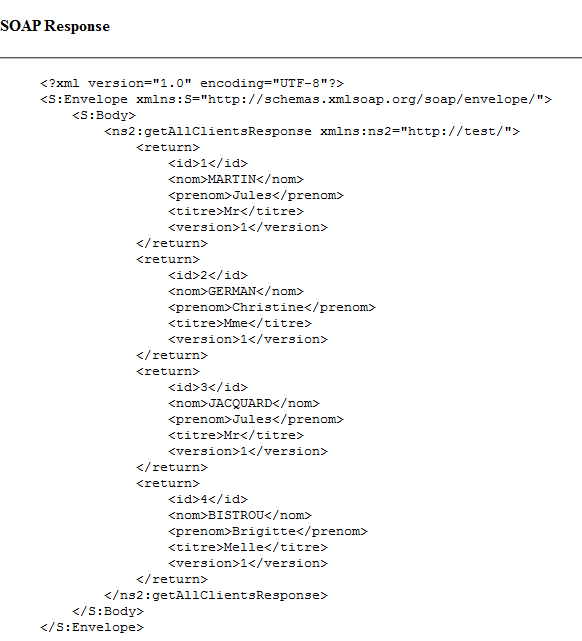 SOAP Response
<?xml version="1.0" encoding="UTF-8"?>
<S:Envelope xmlns:S="http://schemas.xmlsoap.org/soap/envelope/">
<S:Body>
<ns2:getAllClientsResponse xmlns:ns2="http://test/">
<return>
<id>1</id>
<nom>MARTIN</nom>
<prenom>Jules</prenom>
<titre>Mr</titre>
<version>1</version>
</return>
<return>
<id>2</id>
<nom>GERMAN</nom>
<prenom>Christine</prenom>
<titre>Mme</titre>
<version>1</version>
</return>
<return>
<id>3</id>
<nom>JACQUARD</nom>
<prenom>Jules</prenom>
<titre>Mr</titre>
<version>1</version>
</return>
<return>
<id>4</id>
<nom>BISTROU</nom>
<prenom>Brigitte</prenom>
<titre>Melle</titre>
<version>1</version>
</return>
</ns2:getAllClientsResponse>
</S:Body>
</S:Envelope>